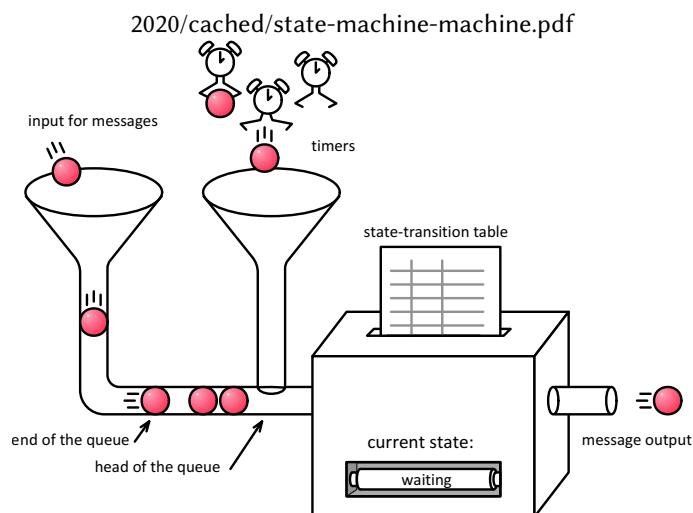 2020/cached/state-machine-machine.pdf
input for messages
timers
state-transition table
end of the queue
head of the queue
current state:
waiting
message output